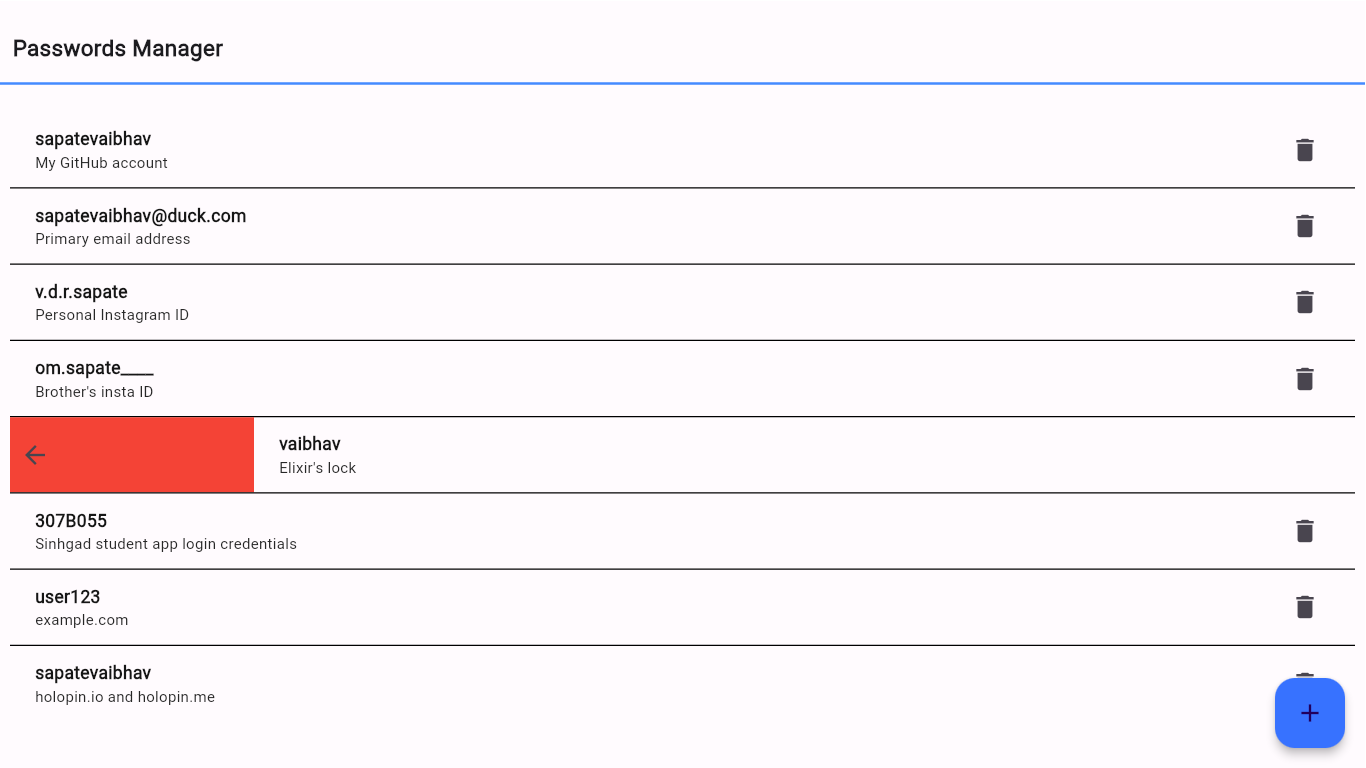 Passwords Manager
sapatevaibhav
My GitHub account
sapatevaibhav@duck.com
Primary email address
v.d.r.sapate
Personal Instagram ID
om.sapate____
Brother's insta ID
vaibhav
Elixir's lock
307B055
Sinhgad student app login credentials
user123
example.com
sapatevaibhav
holopin.io and holopin.me